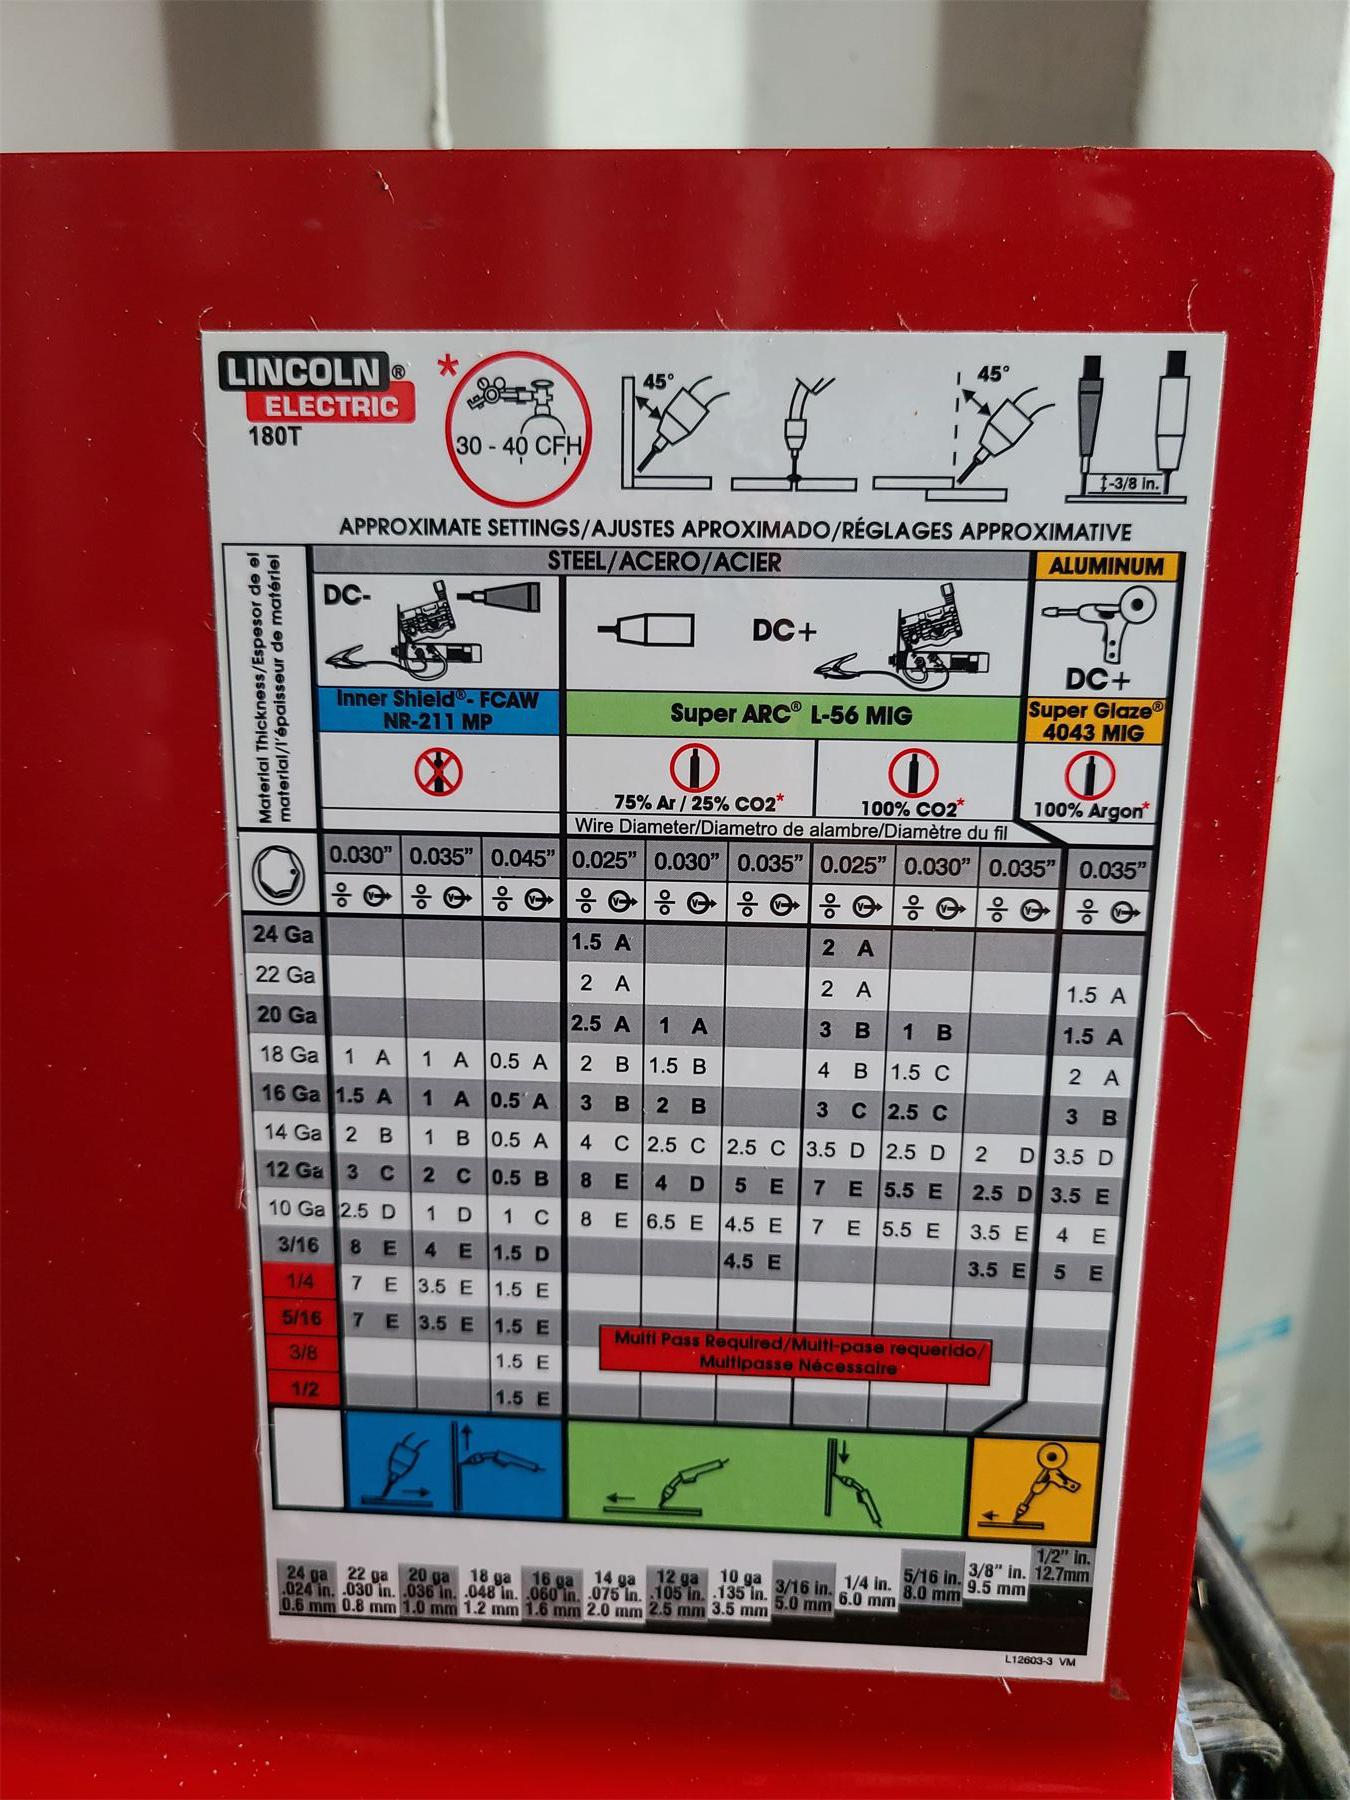 LINCOLN ®
ELECTRIC
180T
*
30 - 40 CFH
45°
45°
-3/8 in.
APPROXIMATE SETTINGS/AJUSTES APROXIMADO/RÉGLAGES APPROXIMATIVE
Material Thickness/Espesor de el
material/l'épaisseur de matériel
STEEL/ACERO/ACIER
ALUMINUM
DC-
DC+
DC+
Inner Shield®- FCAW
NR-211 MP
Super ARC® L-56 MIG
Super Glaze®
4043 MIG
75% Ar / 25% CO2*
100% CO2*
100% Argon*
Wire Diameter/Diametro de alambre/Diamètre du fil
0.030" 0.035" 0.045" 0.025" 0.030" 0.035" 0.025" 0.030" 0.035" 0.035"
V V V V V V V V V V
24 Ga 1.5 A 2 A
22 Ga 2 A 2 A 1.5 A
20 Ga 2.5 A 1 A 3 B 1 B 1.5 A
18 Ga 1 A 1 A 0.5 A 2 B 1.5 B 4 B 1.5 C 2 A
16 Ga 1.5 A 1 A 0.5 A 3 B 2 B 3 C 2.5 C 3 B
14 Ga 2 B 1 B 0.5 A 4 C 2.5 C 2.5 C 3.5 D 2.5 D 2 D 3.5 D
12 Ga 3 C 2 C 0.5 B 8 E 4 D 5 E 7 E 5.5 E 2.5 D 3.5 E
10 Ga 2.5 D 1 D 1 C 8 E 6.5 E 4.5 E 7 E 5.5 E 3.5 E 4 E
3/16 8 E 4 E 1.5 D 4.5 E 3.5 E 5 E
1/4 7 E 3.5 E 1.5 E
5/16 7 E 3.5 E 1.5 E
3/8 1.5 E
1/2 1.5 E
Multi Pass Required/Multi-pase requerido/
Multipasse Nécessaire
24 ga 22 ga 20 ga 18 ga 16 ga 14 ga 12 ga 10 ga 3/16 in. 1/4 in. 5/16 in. 3/8" in. 1/2" in.
.024 in. .030 in. .036 in. .048 in. .060 in. .075 in. .105 in. .135 in. 5.0 mm 6.0 mm 8.0 mm 9.5 mm 12.7mm
0.6 mm 0.8 mm 1.0 mm 1.2 mm 1.6 mm 2.0 mm 2.5 mm 3.5 mm
L12603-3 VM